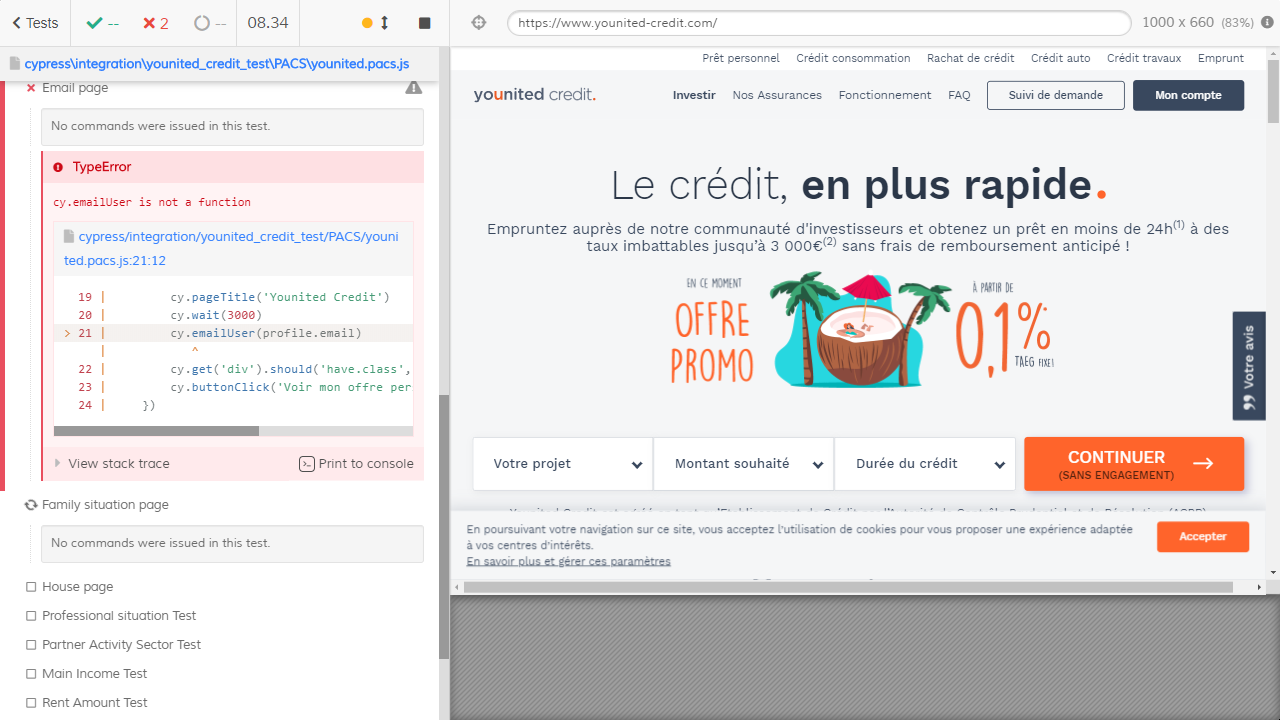 Tests
--
2
--
08.34
https://www.younited-credit.com/
1000 x 660 (83%)
cypress\integration\younited_credit_test\PACS\younited.pacs.js
Email page
No commands were issued in this test.
TypeError
cy.emailUser is not a function
cypress/integration/younited_credit_test/PACS/youni
ted.pacs.js:21:12
19 | cy.pageTitle('Younited Credit')
20 | cy.wait(3000)
> 21 | cy.emailUser(profile.email)
| ^
22 | cy.get('div').should('have.class',
23 | cy.buttonClick('Voir mon offre per
24 | })
View stack trace
Print to console
Family situation page
No commands were issued in this test.
House page
Professional situation Test
Partner Activity Sector Test
Main Income Test
Rent Amount Test
Prêt personnel Crédit consommation Rachat de crédit Crédit auto Crédit travaux Emprunt
younited credit.
Investir Nos Assurances Fonctionnement FAQ Suivi de demande Mon compte
Le crédit, en plus rapide.
Empruntez auprès de notre communauté d'investisseurs et obtenez un prêt en moins de 24h(1) à des
taux imbattables jusqu'à 3 000€(2) sans frais de remboursement anticipé !
EN CE MOMENT
OFFRE
PROMO
À PARTIR DE
0,1%*
TAEG FIXE!
Votre avis
Votre projet
Montant souhaité
Durée du crédit
CONTINUER
(SANS ENGAGEMENT)
En poursuivant votre navigation sur ce site, vous acceptez l'utilisation de cookies pour vous proposer une expérience adaptée
à vos centres d'intérêts.
En savoir plus et gérer ces paramètres
Accepter